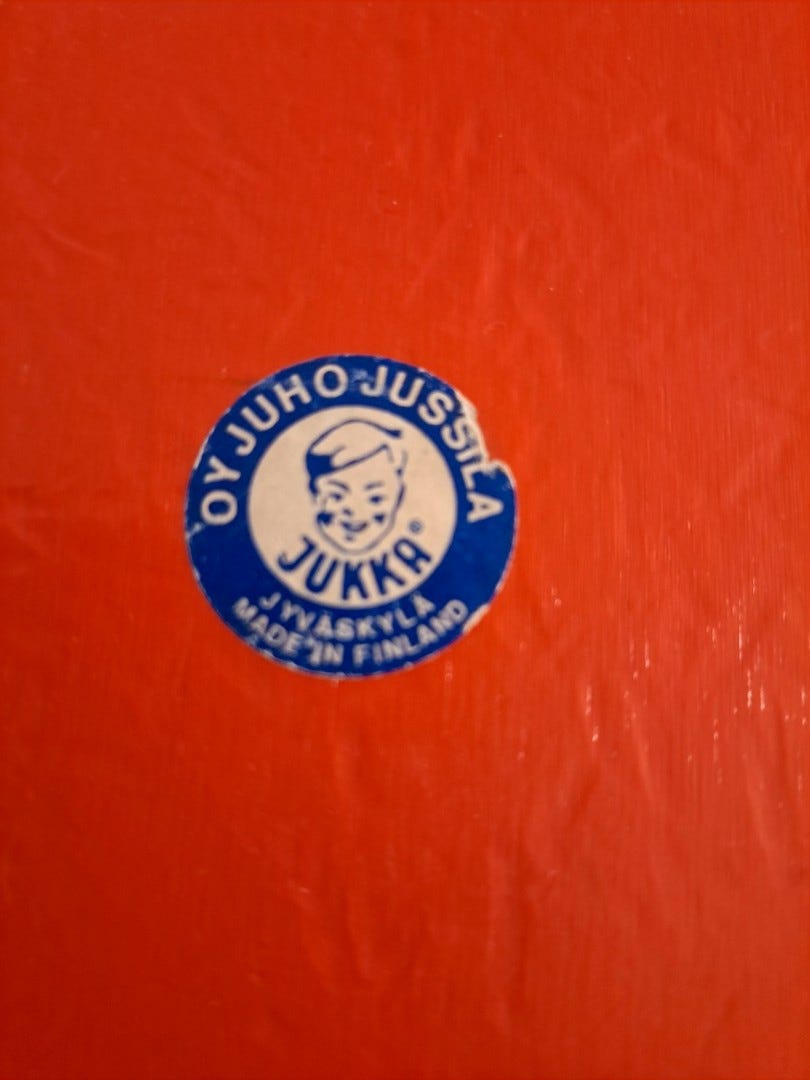 OY JUHO JUSSILA
JUKKA®
JYVÄSKYLÄ
MADE IN FINLAND